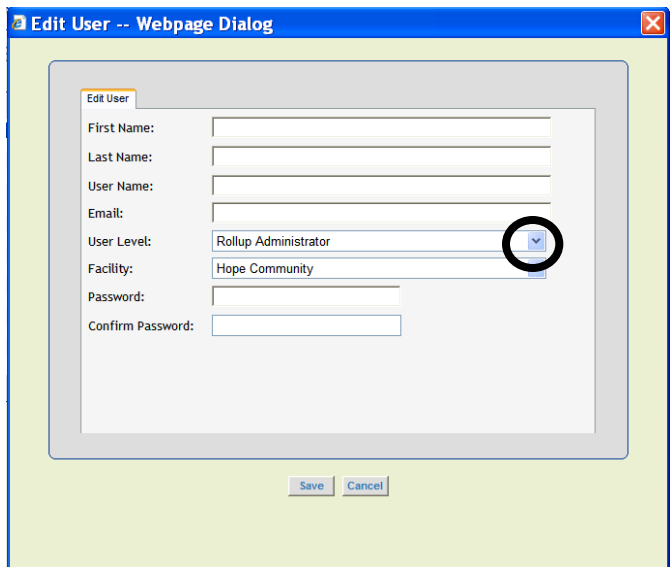 Edit User -- Webpage Dialog
Edit User
First Name:
Last Name:
User Name:
Email:
User Level: Rollup Administrator
Facility: Hope Community
Password:
Confirm Password:
Save Cancel